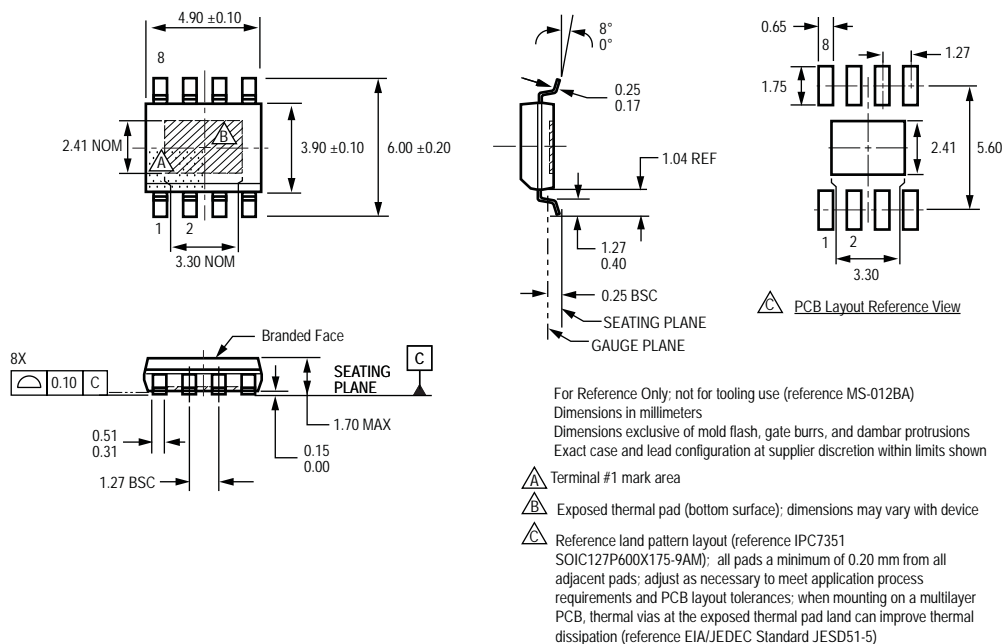 4.90 ±0.10
8
2.41 NOM
A
B
3.90 ±0.10
6.00 ±0.20
1 2
3.30 NOM
8°
0°
0.25
0.17
1.04 REF
1.27
0.40
0.25 BSC
SEATING PLANE
GAUGE PLANE
0.65
8
1.27
1.75
2.41
5.60
1 2
3.30
C PCB Layout Reference View
Branded Face
8X
0.10 C
SEATING
PLANE
C
1.70 MAX
0.51
0.31
0.15
0.00
1.27 BSC
For Reference Only; not for tooling use (reference MS-012BA)
Dimensions in millimeters
Dimensions exclusive of mold flash, gate burrs, and dambar protrusions
Exact case and lead configuration at supplier discretion within limits shown
A Terminal #1 mark area
B Exposed thermal pad (bottom surface); dimensions may vary with device
C Reference land pattern layout (reference IPC7351
SOIC127P600X175-9AM); all pads a minimum of 0.20 mm from all
adjacent pads; adjust as necessary to meet application process
requirements and PCB layout tolerances; when mounting on a multilayer
PCB, thermal vias at the exposed thermal pad land can improve thermal
dissipation (reference EIA/JEDEC Standard JESD51-5)